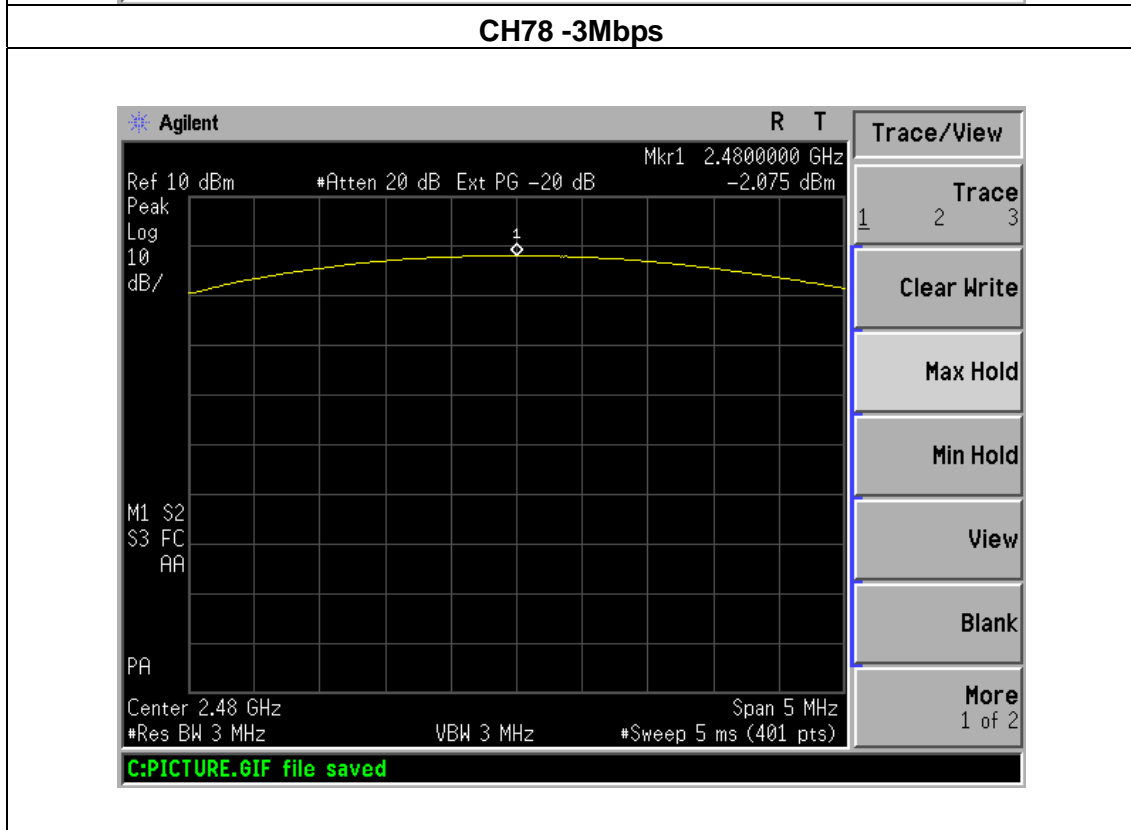 CH78 -3Mbps
Agilent
R T
Trace/View
Mkr1 2.4800000 GHz
Ref 10 dBm #Atten 20 dB Ext PG -20 dB -2.075 dBm
Peak
Log
10
dB/
1
M1 S2
S3 FC
AA
PA
Center 2.48 GHz Span 5 MHz
#Res BW 3 MHz VBW 3 MHz #Sweep 5 ms (401 pts)
C:PICTURE.GIF file saved
Trace
1 2 3
Clear Write
Max Hold
Min Hold
View
Blank
More
1 of 2